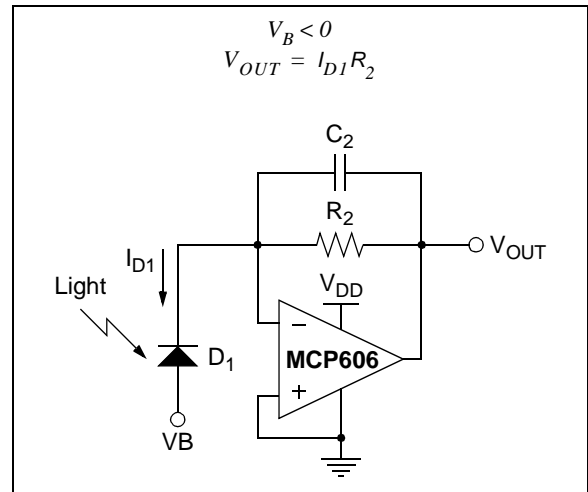 V_B < 0
V_OUT = I_D1 R_2
C_2
R_2
V_OUT
I_D1
V_DD
Light
−
MCP606
D_1
+
VB